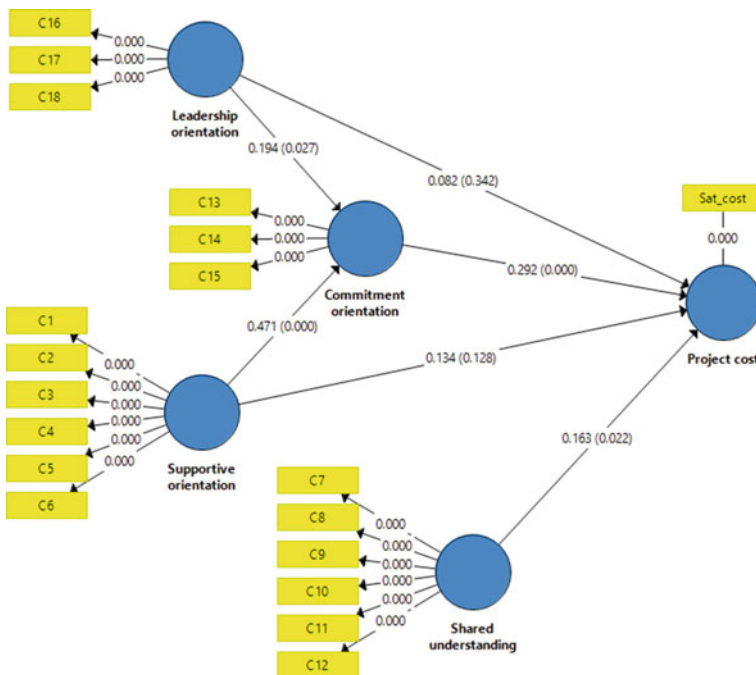 C16
0.000
C17
0.000
C18
0.000
Leadership
orientation
0.194 (0.027)
0.082 (0.342)
C13
0.000
C14
0.000
C15
0.000
Commitment
orientation
Sat_cost
0.000
0.292 (0.000)
0.471 (0.000)
Project cost
C1
0.000
C2
0.000
C3
0.000
C4
0.000
C5
0.000
C6
0.000
Supportive
orientation
0.134 (0.128)
0.163 (0.022)
C7
0.000
C8
0.000
C9
0.000
C10
0.000
C11
0.000
C12
0.000
Shared
understanding